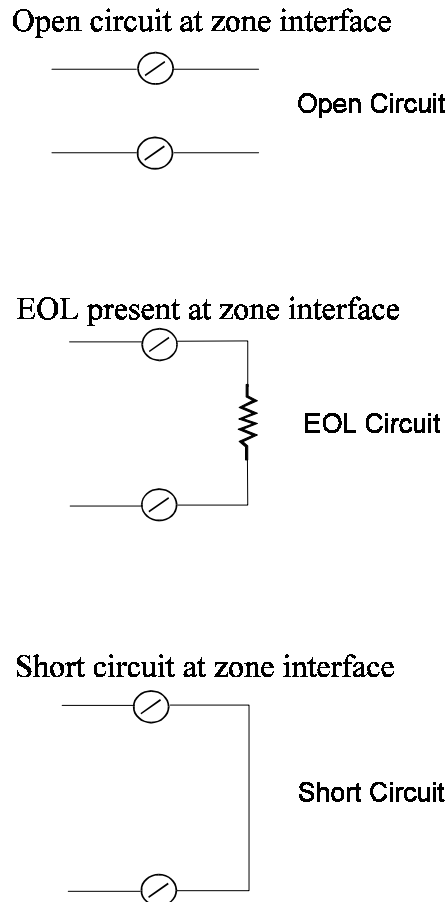 Open circuit at zone interface
Open Circuit
EOL present at zone interface
EOL Circuit
Short circuit at zone interface
Short Circuit